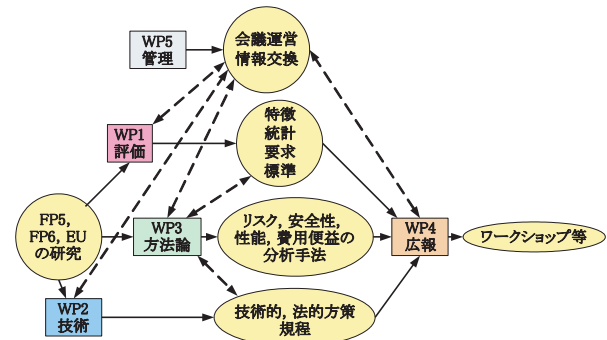 WP5
管理
会議運営
情報交換
WP1
評価
特徴
統計
要求
標準
FP5,
FP6, EU
の研究
WP3
方法論
リスク, 安全性,
性能, 費用便益の
分析手法
WP4
広報
ワークショップ等
WP2
技術
技術的, 法的方策
規程